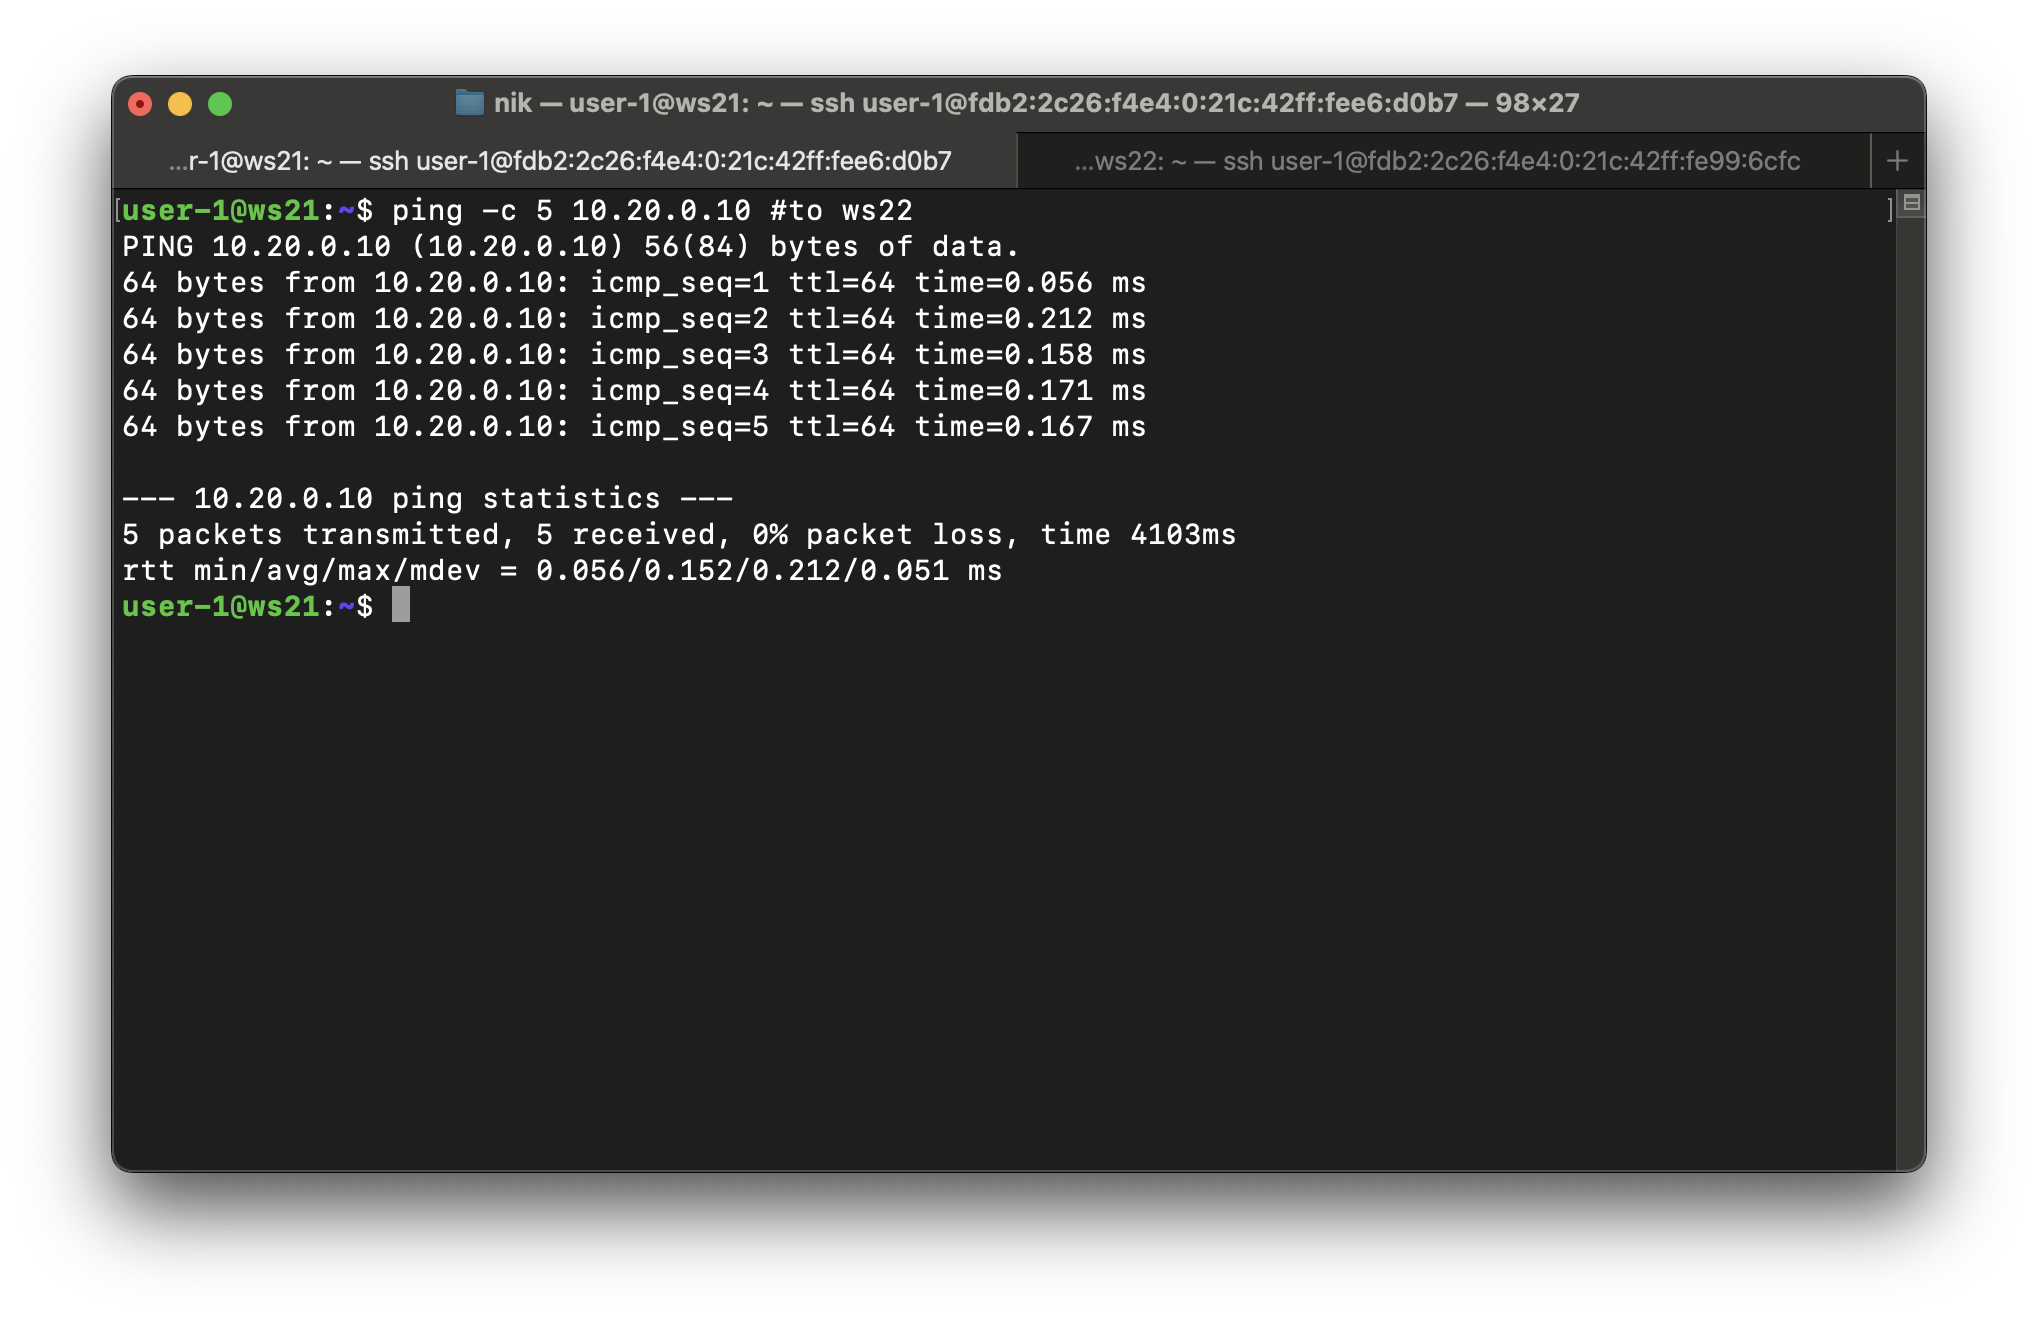 nik — user-1@ws21: ~ — ssh user-1@fdb2:2c26:f4e4:0:21c:42ff:fee6:d0b7 — 98×27
...r-1@ws21: ~ — ssh user-1@fdb2:2c26:f4e4:0:21c:42ff:fee6:d0b7
...ws22: ~ — ssh user-1@fdb2:2c26:f4e4:0:21c:42ff:fe99:6cfc
[user-1@ws21:~$ ping -c 5 10.20.0.10 #to ws22 ]
PING 10.20.0.10 (10.20.0.10) 56(84) bytes of data.
64 bytes from 10.20.0.10: icmp_seq=1 ttl=64 time=0.056 ms
64 bytes from 10.20.0.10: icmp_seq=2 ttl=64 time=0.212 ms
64 bytes from 10.20.0.10: icmp_seq=3 ttl=64 time=0.158 ms
64 bytes from 10.20.0.10: icmp_seq=4 ttl=64 time=0.171 ms
64 bytes from 10.20.0.10: icmp_seq=5 ttl=64 time=0.167 ms
--- 10.20.0.10 ping statistics ---
5 packets transmitted, 5 received, 0% packet loss, time 4103ms
rtt min/avg/max/mdev = 0.056/0.152/0.212/0.051 ms
user-1@ws21:~$